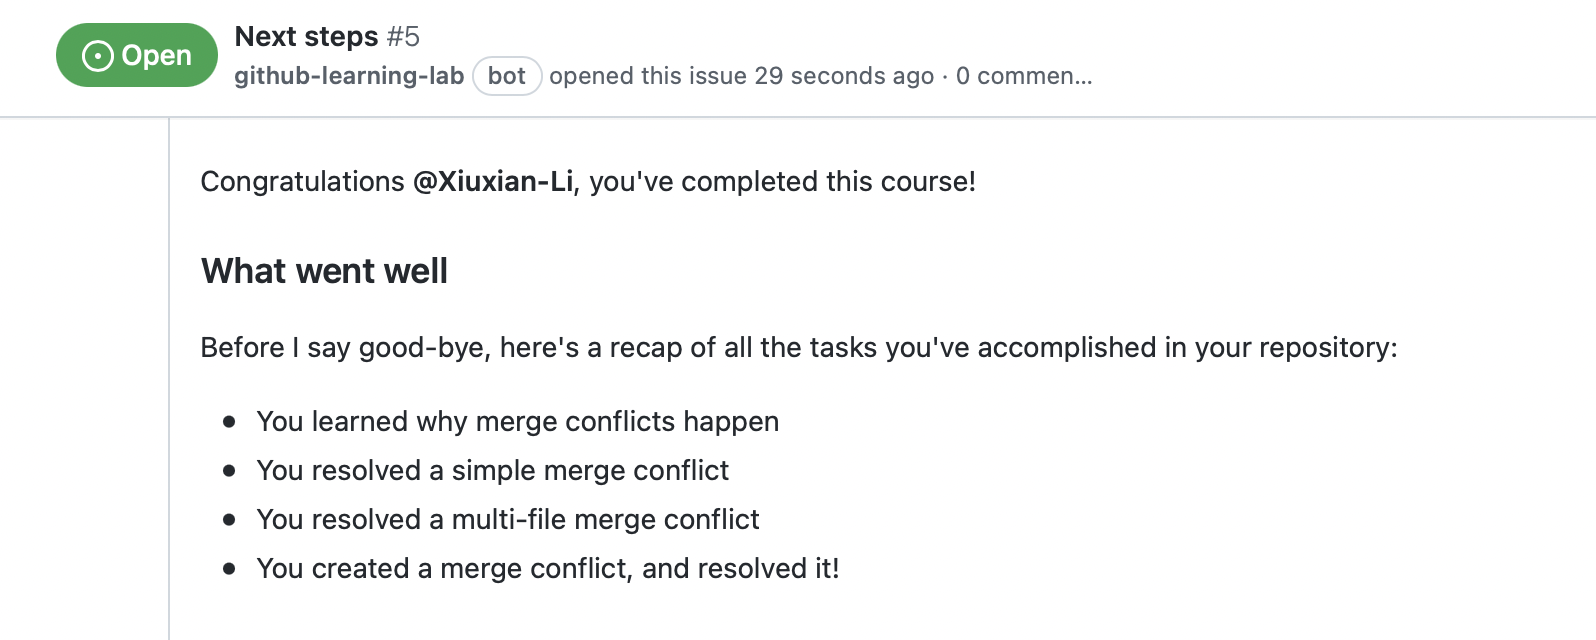 Open
Next steps #5
github-learning-lab bot opened this issue 29 seconds ago · 0 commen...
Congratulations @Xiuxian-Li, you've completed this course!
What went well
Before I say good-bye, here's a recap of all the tasks you've accomplished in your repository:
• You learned why merge conflicts happen
• You resolved a simple merge conflict
• You resolved a multi-file merge conflict
• You created a merge conflict, and resolved it!